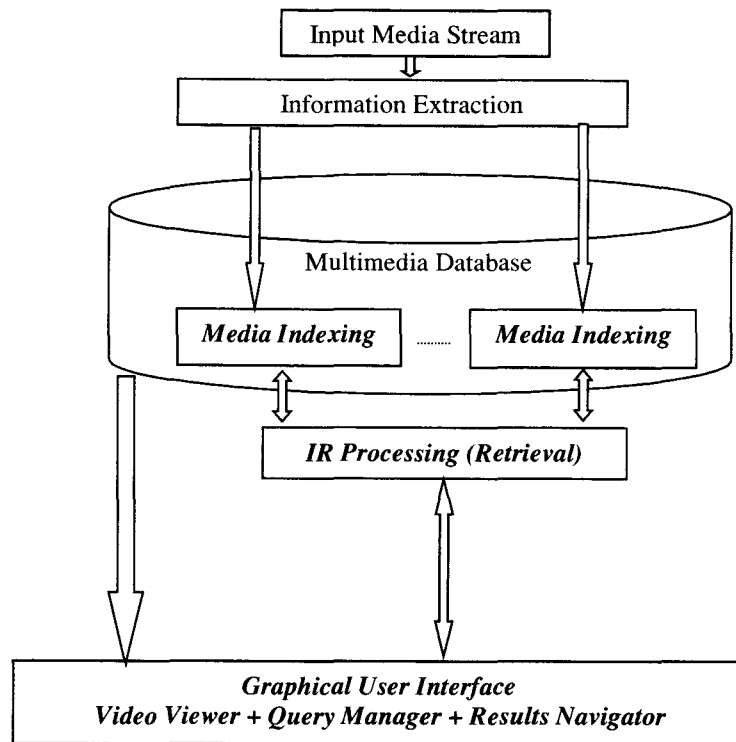 Input Media Stream
Information Extraction
Multimedia Database
Media Indexing .......... Media Indexing
IR Processing (Retrieval)
Graphical User Interface
Video Viewer + Query Manager + Results Navigator